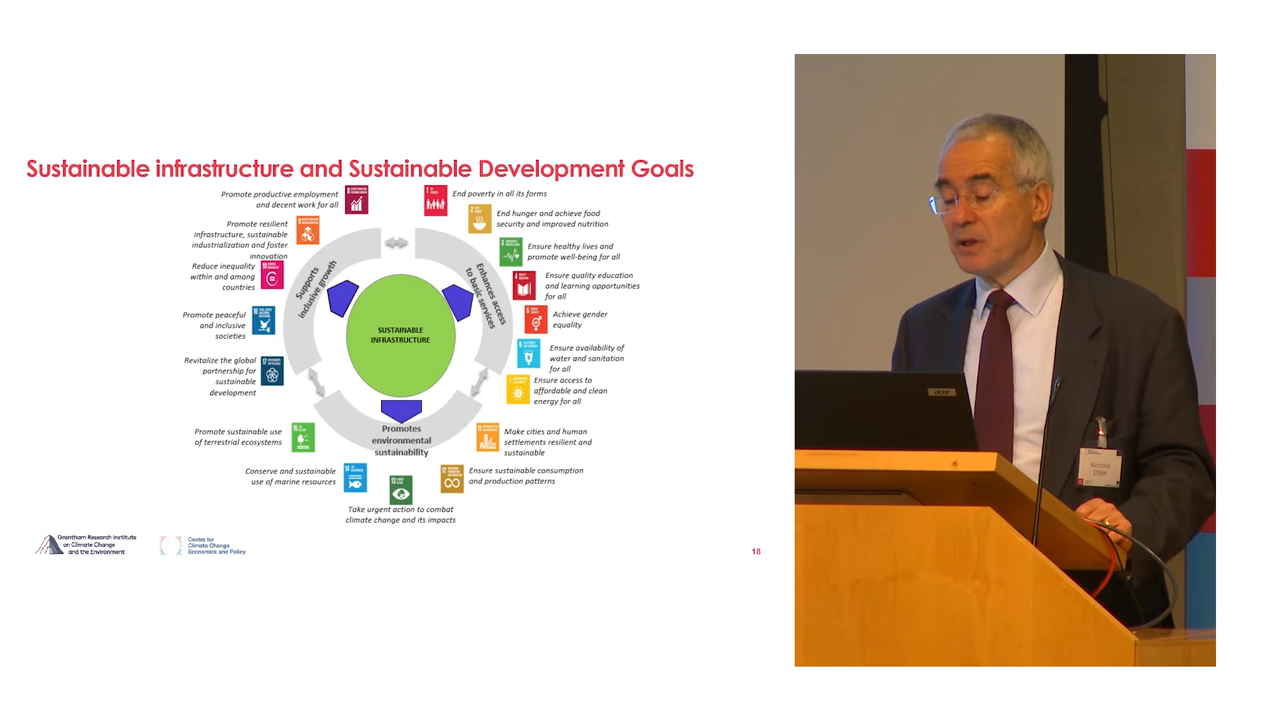 Sustainable infrastructure and Sustainable Development Goals
Promote productive employment
and decent work for all
Promote resilient
infrastructure, sustainable
industrialization and foster
innovation
Reduce inequality
within and among
countries
Promote peaceful
and inclusive
societies
Revitalize the global
partnership for
sustainable
development
Promote sustainable use
of terrestrial ecosystems
Conserve and sustainable
use of marine resources
Take urgent action to combat
climate change and its impacts
End poverty in all its forms
End hunger and achieve food
security and improved nutrition
Ensure healthy lives and
promote well-being for all
Ensure quality education
and learning opportunities
for all
Achieve gender
equality
Ensure availability of
water and sanitation
for all
Ensure access to
affordable and clean
energy for all
Make cities and human
settlements resilient and
sustainable
Ensure sustainable consumption
and production patterns
Supports
inclusive growth
Enhances access
to basic services
Promotes
environmental
sustainability
SUSTAINABLE
INFRASTRUCTURE
Grantham Research Institute
on Climate Change
and the Environment
Centre for
Climate Change
Economics and Policy
18
acer
STERN